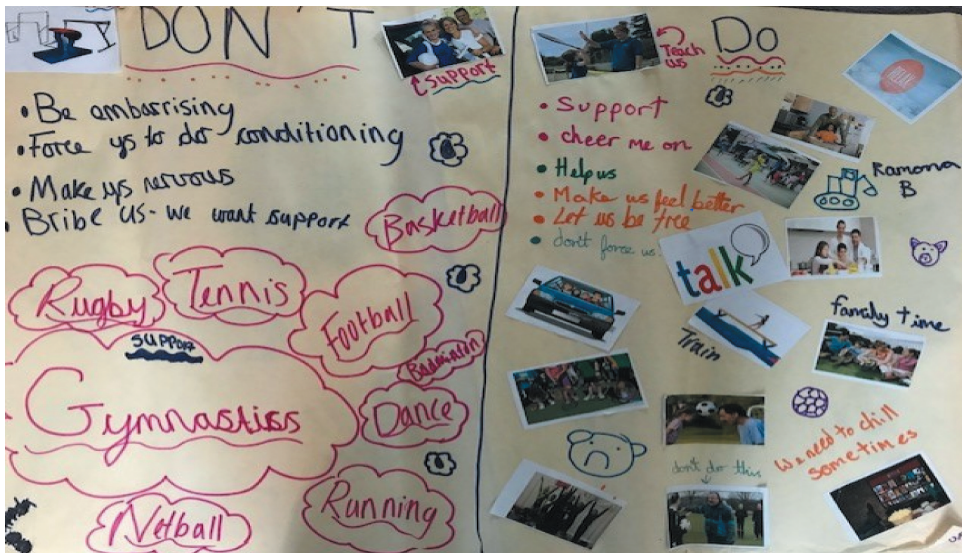 DON'T
Support
• Be embarrising
• Force us to do conditioning
• Make us nervous
• Bribe us - we want support
Basketball
Rugby
Tennis
Football
Support
Badminton
Gymnastiss
Dance
Netball
Running
Teach us
Do
• Support
• cheer me on
• Help us
• Make us feel better
• Let us be free
• don't force us.
Ramona
B
talk
Train
family time
We need to chill
sometimes
don't do this